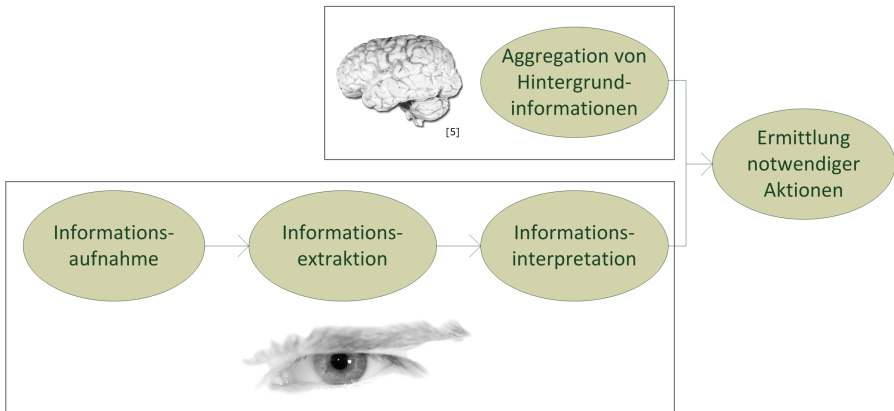 Aggregation von
Hintergrund-
informationen
[5]
Ermittlung
notwendiger
Aktionen
Informations-
aufnahme
Informations-
extraktion
Informations-
interpretation